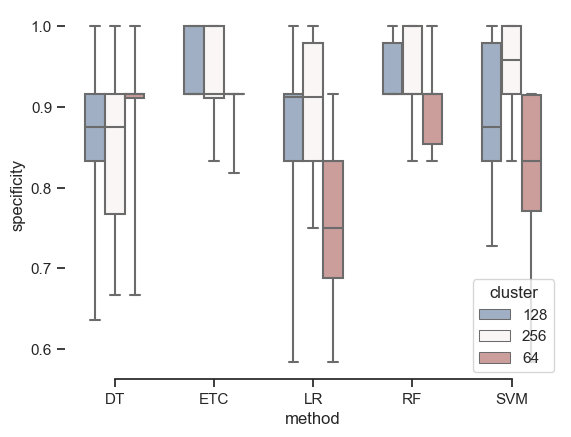 1.0
0.9
0.8
0.7
0.6
specificity
DT ETC LR RF SVM
method
cluster
128
256
64